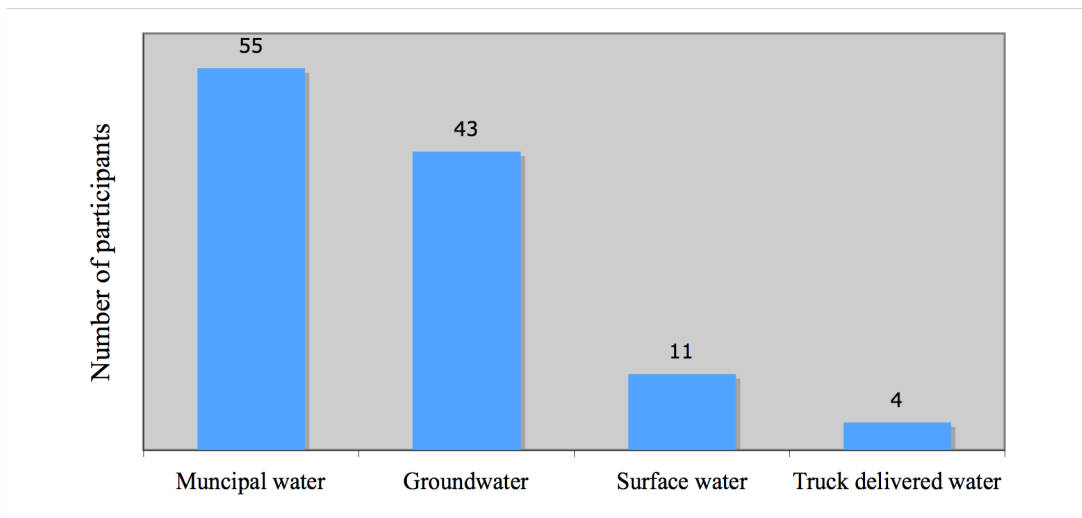 55
43
11
4
Number of participants
Muncipal water
Groundwater
Surface water
Truck delivered water